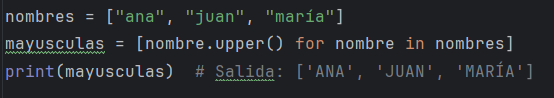 nombres = ["ana", "juan", "maría"]
mayusculas = [nombre.upper() for nombre in nombres]
print(mayusculas)  # Salida: ['ANA', 'JUAN', 'MARÍA']